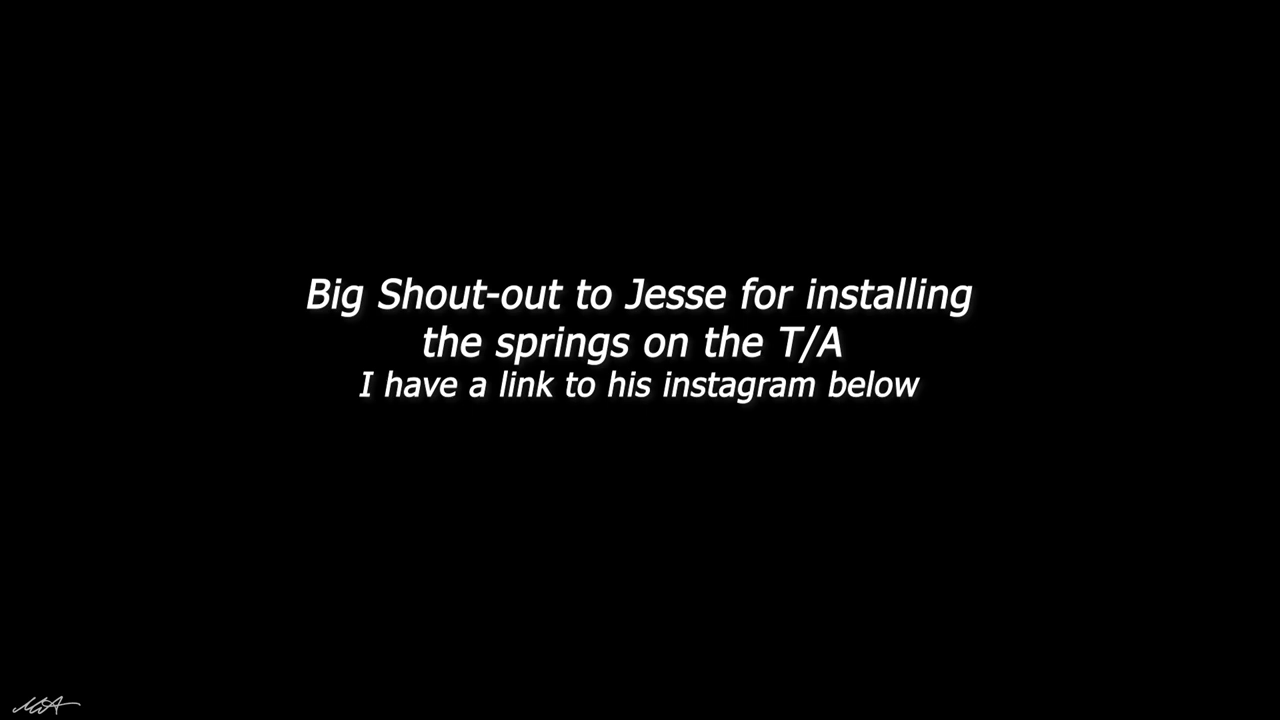 Big Shout-out to Jesse for installing
the springs on the T/A
I have a link to his instagram below